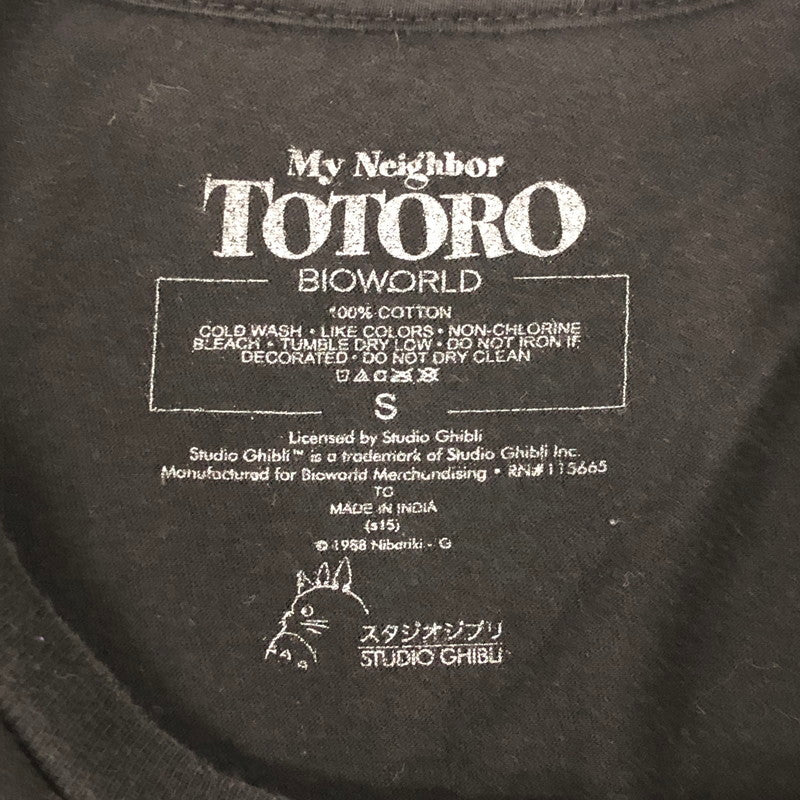 My Neighbor
TOTORO
BIOWORLD
100% COTTON
COLD WASH • LIKE COLORS • NON-CHLORINE
BLEACH • TUMBLE DRY LOW • DO NOT IRON IF
DECORATED • DO NOT DRY CLEAN
S
Licensed by Studio Ghibli
Studio Ghibli™ is a trademark of Studio Ghibli Inc.
Manufactured for Bioworld Merchandising • RN# 115665
TG
MADE IN INDIA
(s15)
© 1988 Nibariki - G
スタジオジブリ
STUDIO GHIBLI